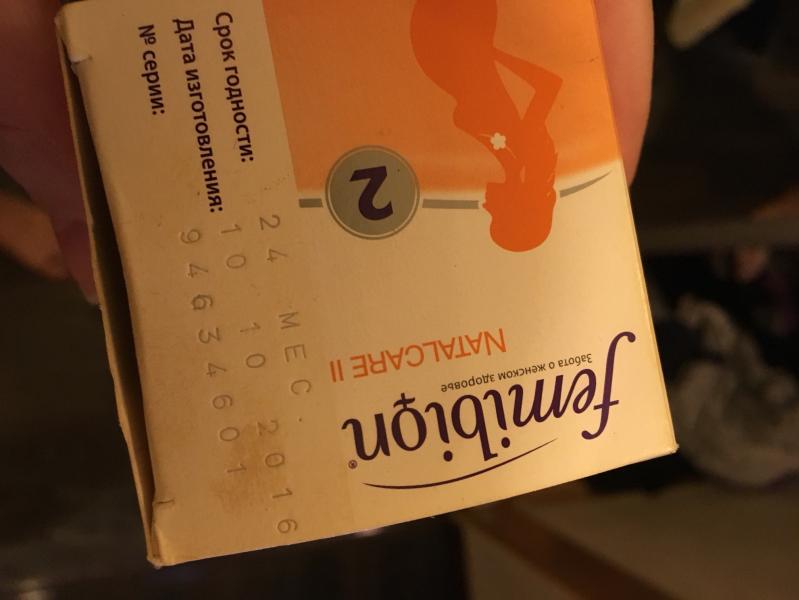 Срок годности: 24 МЕС.
Дата изготовления: 10 10 2016
№ серии: 94634601
femibion®
Забота о женском здоровье
NATALCARE II
2